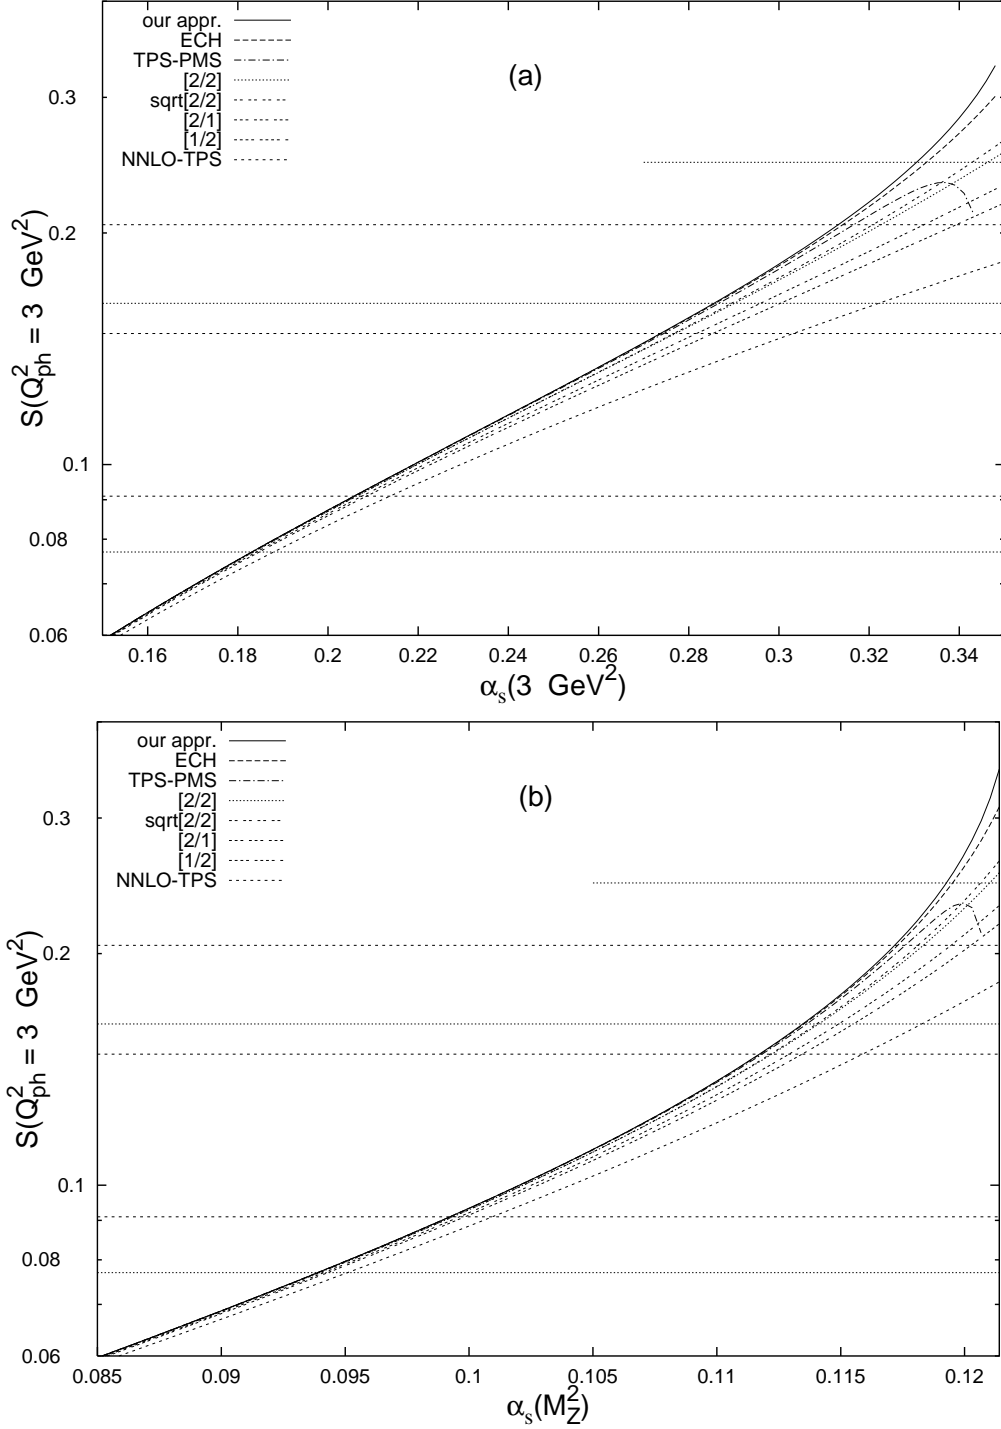 our appr.
ECH
TPS-PMS
[2/2]
sqrt[2/2]
[2/1]
[1/2]
NNLO-TPS
(a)
0.3
0.2
0.1
0.08
0.06
S(Q²ph = 3 GeV²)
0.16 0.18 0.2 0.22 0.24 0.26 0.28 0.3 0.32 0.34
αs(3 GeV²)
our appr.
ECH
TPS-PMS
[2/2]
sqrt[2/2]
[2/1]
[1/2]
NNLO-TPS
(b)
0.3
0.2
0.1
0.08
0.06
S(Q²ph = 3 GeV²)
0.085 0.09 0.095 0.1 0.105 0.11 0.115 0.12
αs(M²Z)